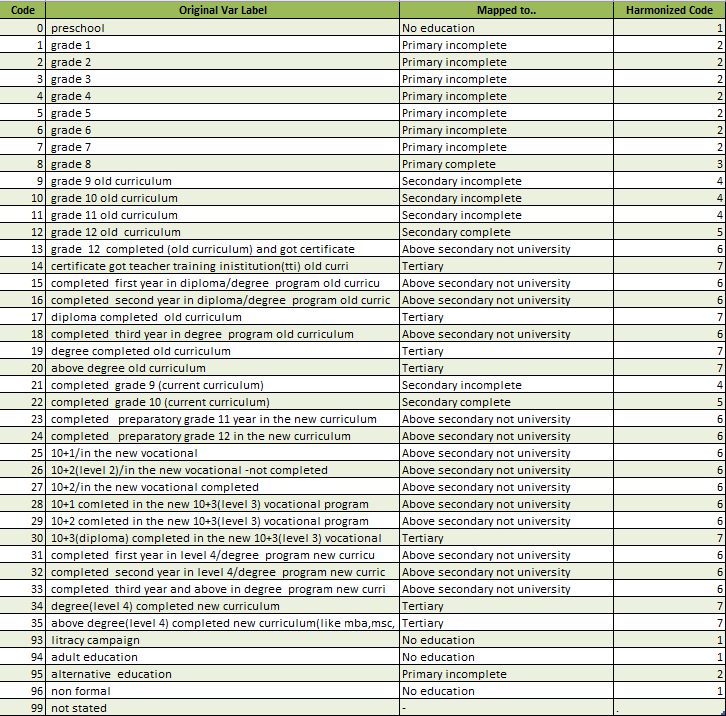 Code Original Var Label Mapped to.. Harmonized Code
0 preschool No education 1
1 grade 1 Primary incomplete 2
2 grade 2 Primary incomplete 2
3 grade 3 Primary incomplete 2
4 grade 4 Primary incomplete 2
5 grade 5 Primary incomplete 2
6 grade 6 Primary incomplete 2
7 grade 7 Primary incomplete 2
8 grade 8 Primary complete 3
9 grade 9 old curriculum Secondary incomplete 4
10 grade 10 old curriculum Secondary incomplete 4
11 grade 11 old curriculum Secondary incomplete 4
12 grade 12 old curriculum Secondary complete 5
13 grade 12 completed (old curriculum) and got certificate Above secondary not university 6
14 certificate got teacher training inistitution(tti) old curri Tertiary 7
15 completed first year in diploma/degree program old curricu Above secondary not university 6
16 completed second year in diploma/degree program old curric Above secondary not university 6
17 diploma completed old curriculum Tertiary 7
18 completed third year in degree program old curriculum Above secondary not university 6
19 degree completed old curriculum Tertiary 7
20 above degree old curriculum Tertiary 7
21 completed grade 9 (current curriculum) Secondary incomplete 4
22 completed grade 10 (current curriculum) Secondary complete 5
23 completed preparatory grade 11 year in the new curriculum Above secondary not university 6
24 completed preparatory grade 12 in the new curriculum Above secondary not university 6
25 10+1/in the new vocational Above secondary not university 6
26 10+2(level 2)/in the new vocational -not completed Above secondary not university 6
27 10+2/in the new vocational completed Above secondary not university 6
28 10+1 comleted in the new 10+3(level 3) vocational program Above secondary not university 6
29 10+2 comleted in the new 10+3(level 3) vocational program Above secondary not university 6
30 10+3(diploma) completed in the new 10+3(level 3) vocational Tertiary 7
31 completed first year in level 4/degree program new curricu Above secondary not university 6
32 completed second year in level 4/degree program new curric Above secondary not university 6
33 completed third year and above in degree program new curri Above secondary not university 6
34 degree(level 4) completed new curriculum Tertiary 7
35 above degree(level 4) completed new curriculum(like mba,msc, Tertiary 7
93 litracy campaign No education 1
94 adult education No education 1
95 alternative education Primary incomplete 2
96 non formal No education 1
99 not stated - .